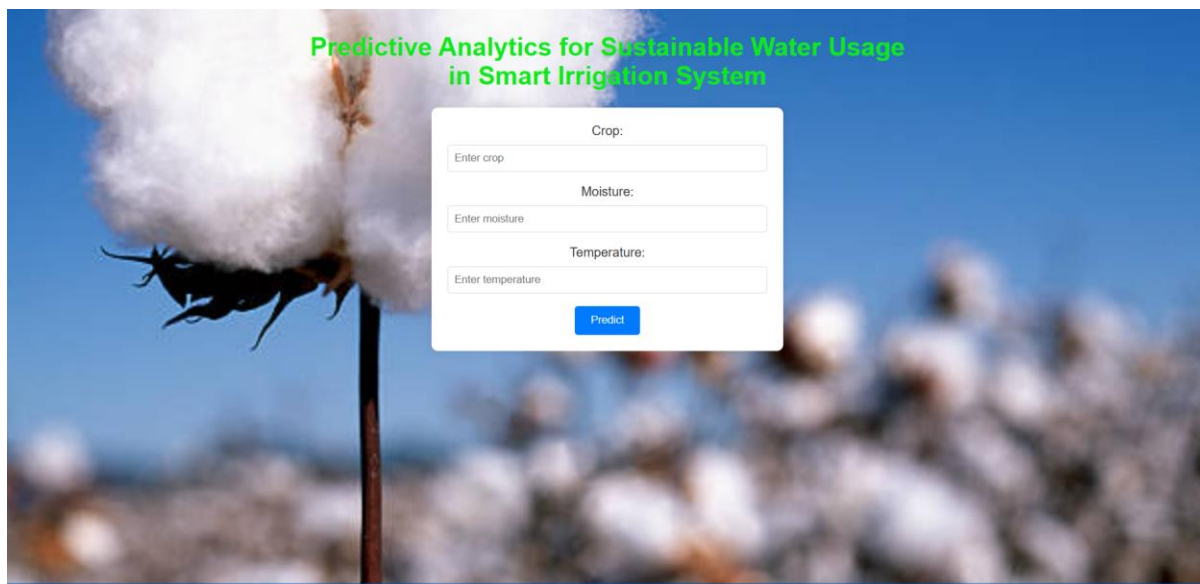 Predictive Analytics for Sustainable Water Usage
in Smart Irrigation System
Crop:
Enter crop
Moisture:
Enter moisture
Temperature:
Enter temperature
Predict